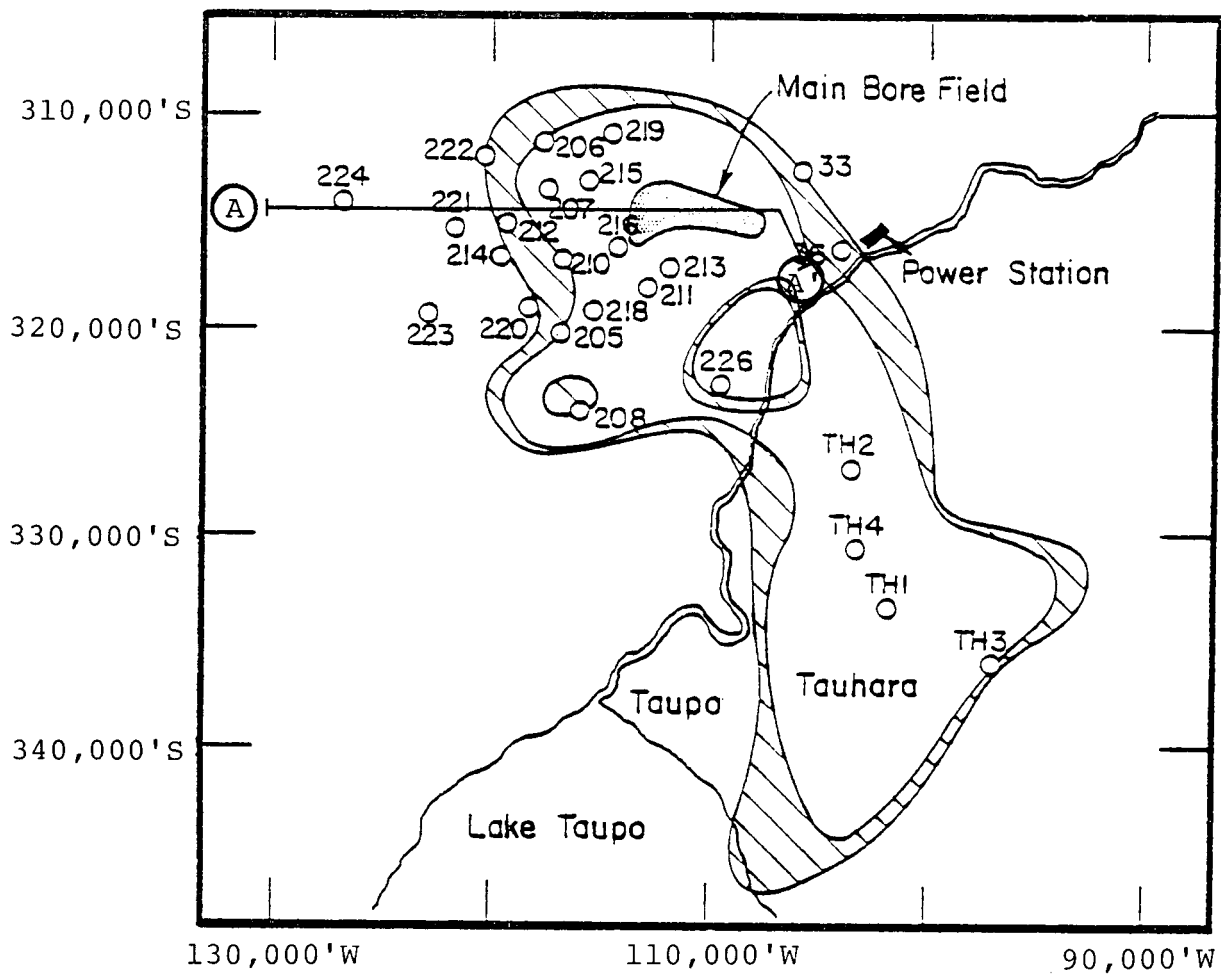 Main Bore Field
310,000'S
219
206
222
215
33
224
207
A
221
216
212
214
210
213
Power Station
211
218
320,000'S
223
220
205
226
208
TH2
330,000'S
TH4
TH1
TH3
Tauhara
Taupo
340,000'S
Lake Taupo
130,000'W
110,000'W
90,000'W